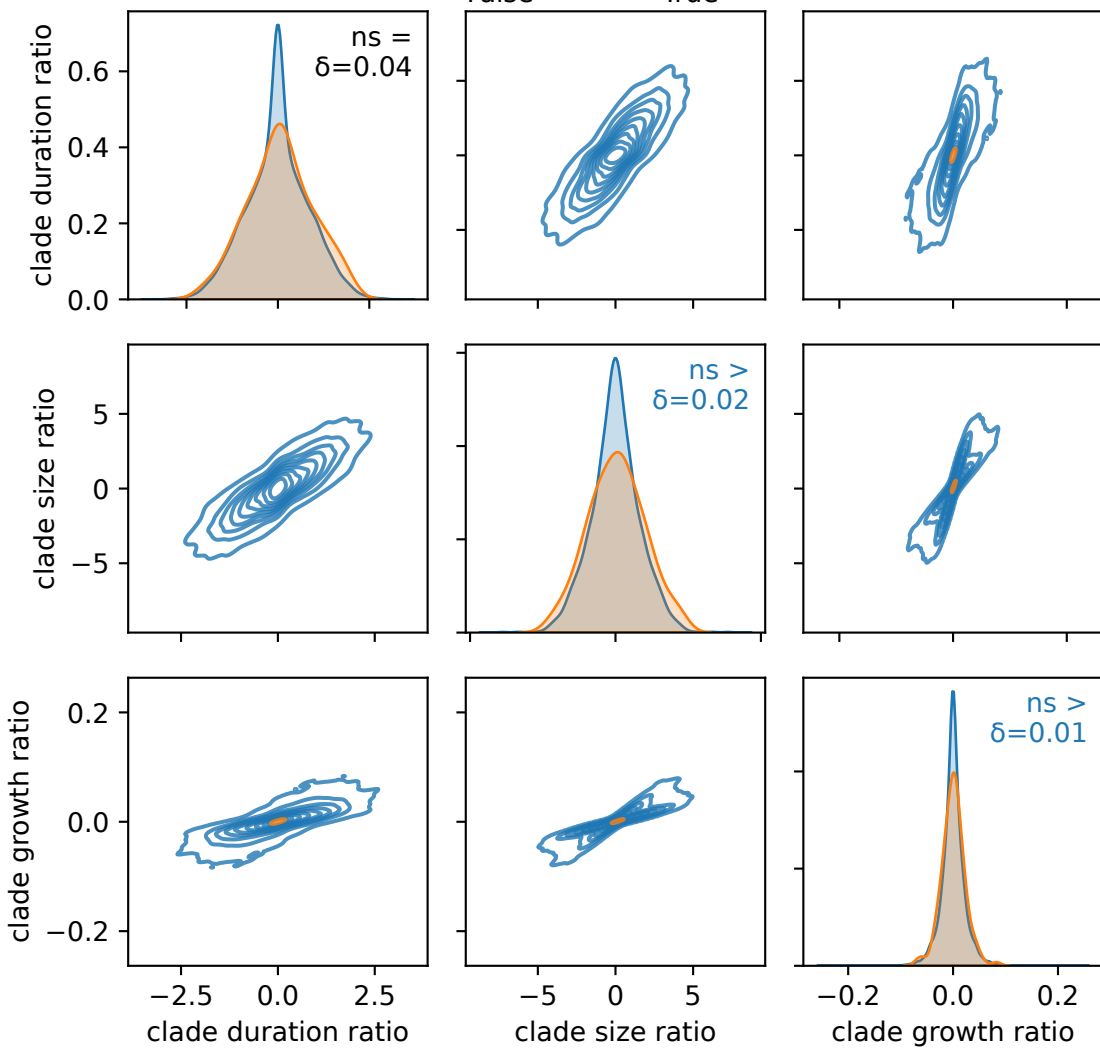 clade duration ratio
0.6
0.4
0.2
0.0
ns =
δ=0.04
clade size ratio
5
0
−5
ns >
δ=0.02
clade growth ratio
0.2
0.0
−0.2
ns >
δ=0.01
−2.5 0.0 2.5
−5 0 5
−0.2 0.0 0.2
clade duration ratio
clade size ratio
clade growth ratio